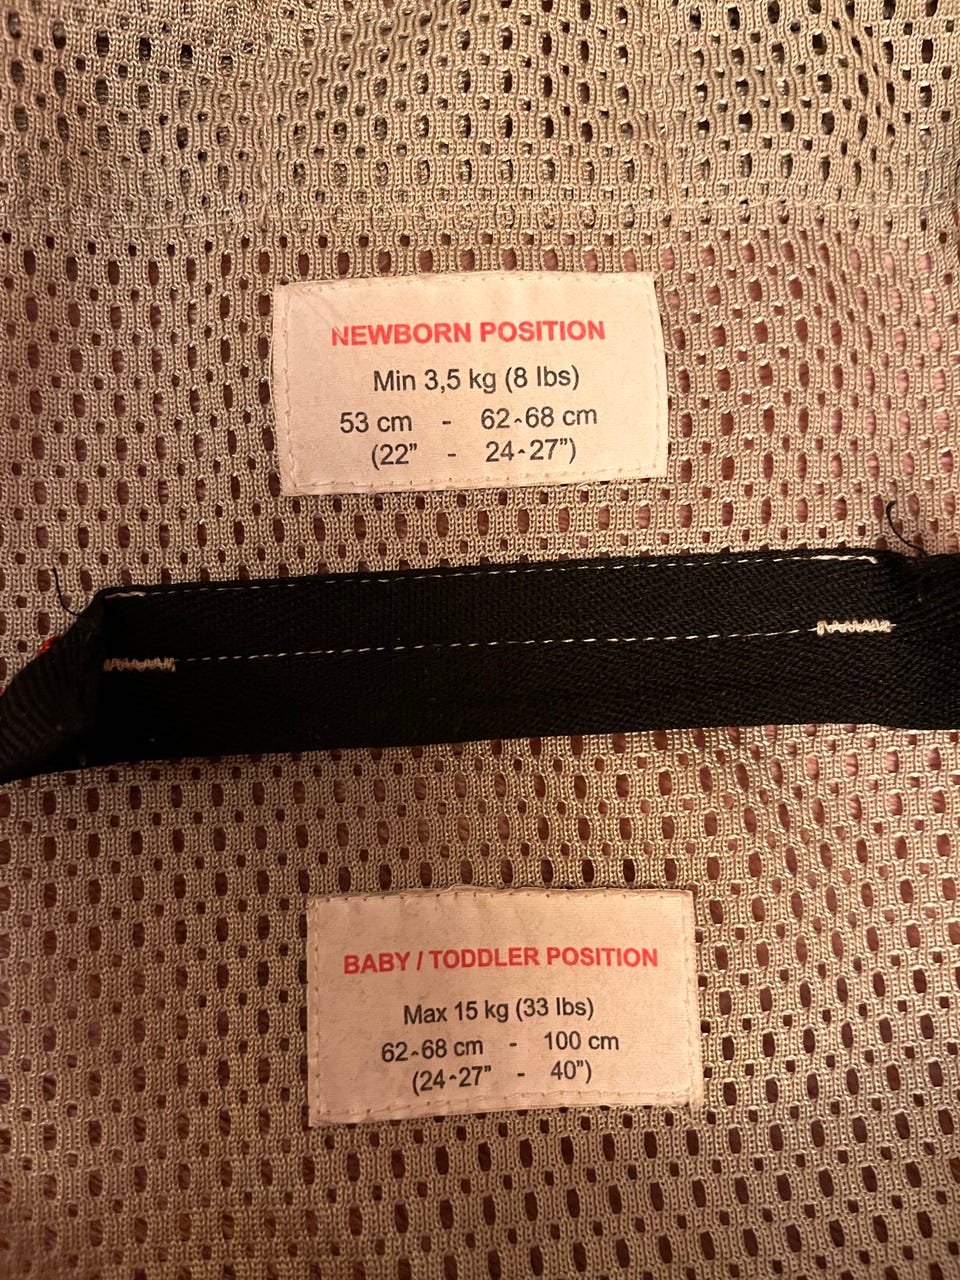 NEWBORN POSITION
Min 3,5 kg (8 lbs)
53 cm - 62-68 cm
(22” - 24-27”)
BABY / TODDLER POSITION
Max 15 kg (33 lbs)
62-68 cm - 100 cm
(24-27” - 40”)